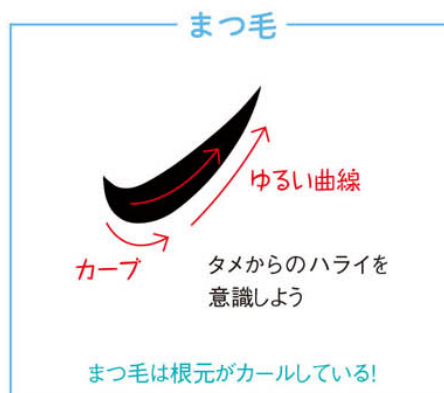 まつ毛
ゆるい曲線
カーブ
タメからのハライを
意識しよう
まつ毛は根元がカールしている!